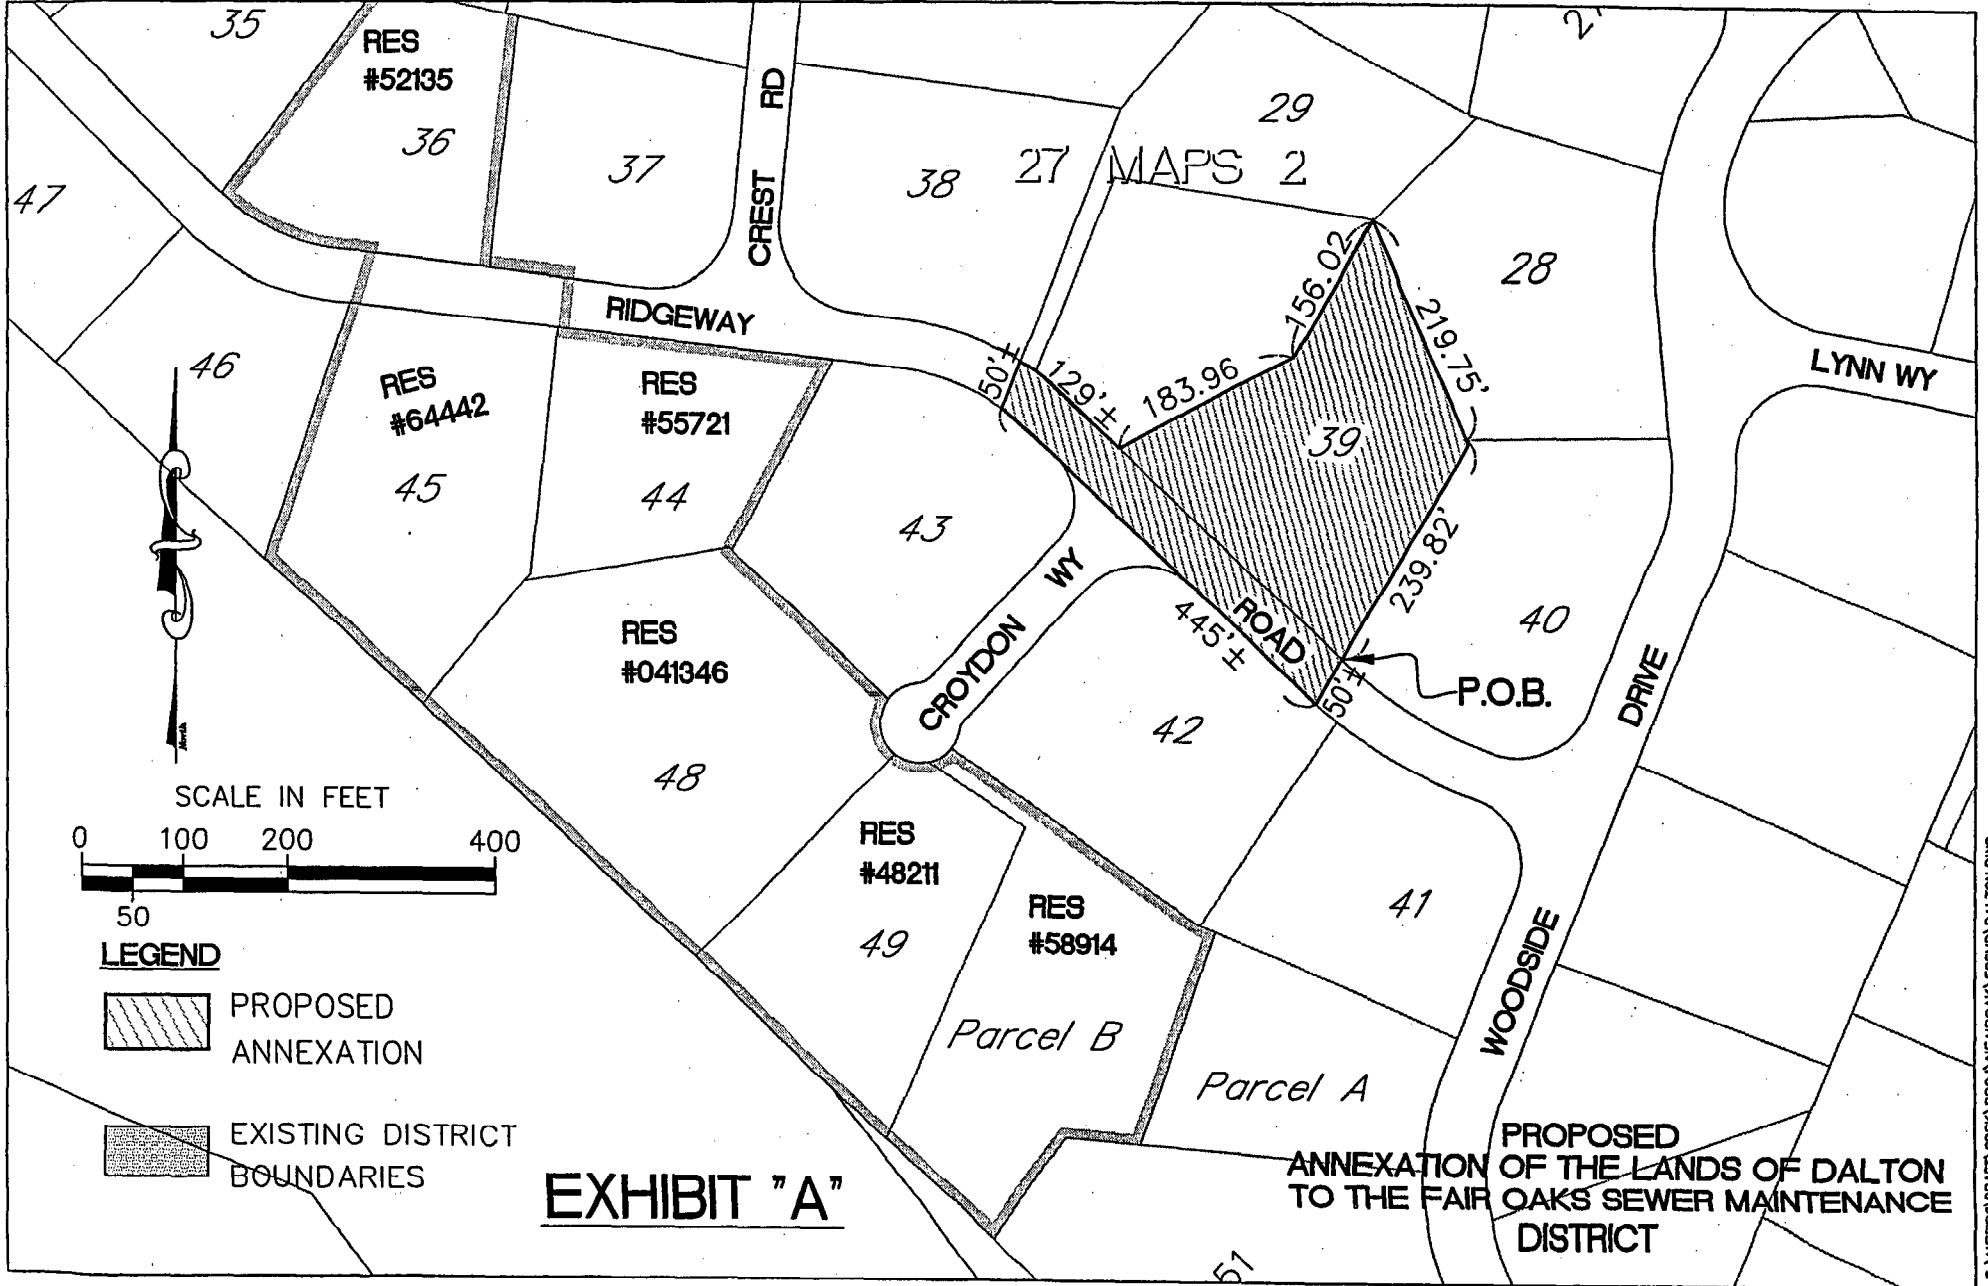 35
RES
#52135
36
47
37
CREST RD
38
27 MAPS 2
29
28
27
46
RIDGEWAY
RES
#64442
45
RES
#55721
44
43
50'±
129'±
183.96
156.02
219.75'
39
239.82'
LYNN WY
CROYDON WY
445'±
ROAD
50'±
P.O.B.
40
DRIVE
RES
#041346
48
42
41
North
SCALE IN FEET
0 100 200 400
50
LEGEND
PROPOSED
ANNEXATION
EXISTING DISTRICT
BOUNDARIES
RES
#48211
49
RES
#58914
Parcel B
Parcel A
WOODSIDE
51
EXHIBIT "A"
PROPOSED
ANNEXATION OF THE LANDS OF DALTON
TO THE FAIR OAKS SEWER MAINTENANCE
DISTRICT